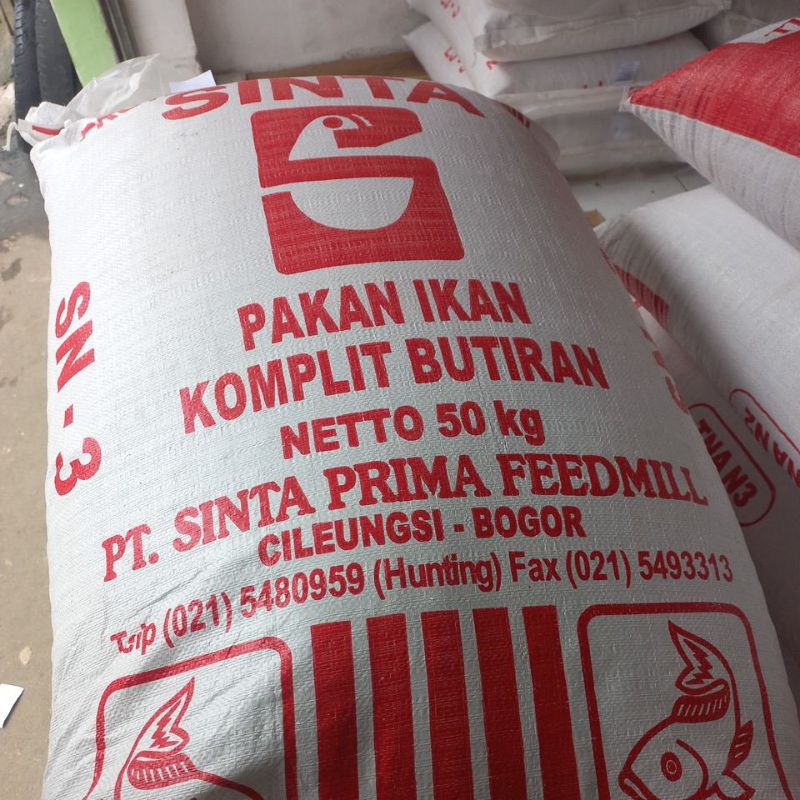 SINTA
PAKAN IKAN
KOMPLIT BUTIRAN
NETTO 50 kg
PT. SINTA PRIMA FEEDMILL
CILEUNGSI - BOGOR
Telp (021) 5480959 (Hunting) Fax (021) 5493313
SN - 3